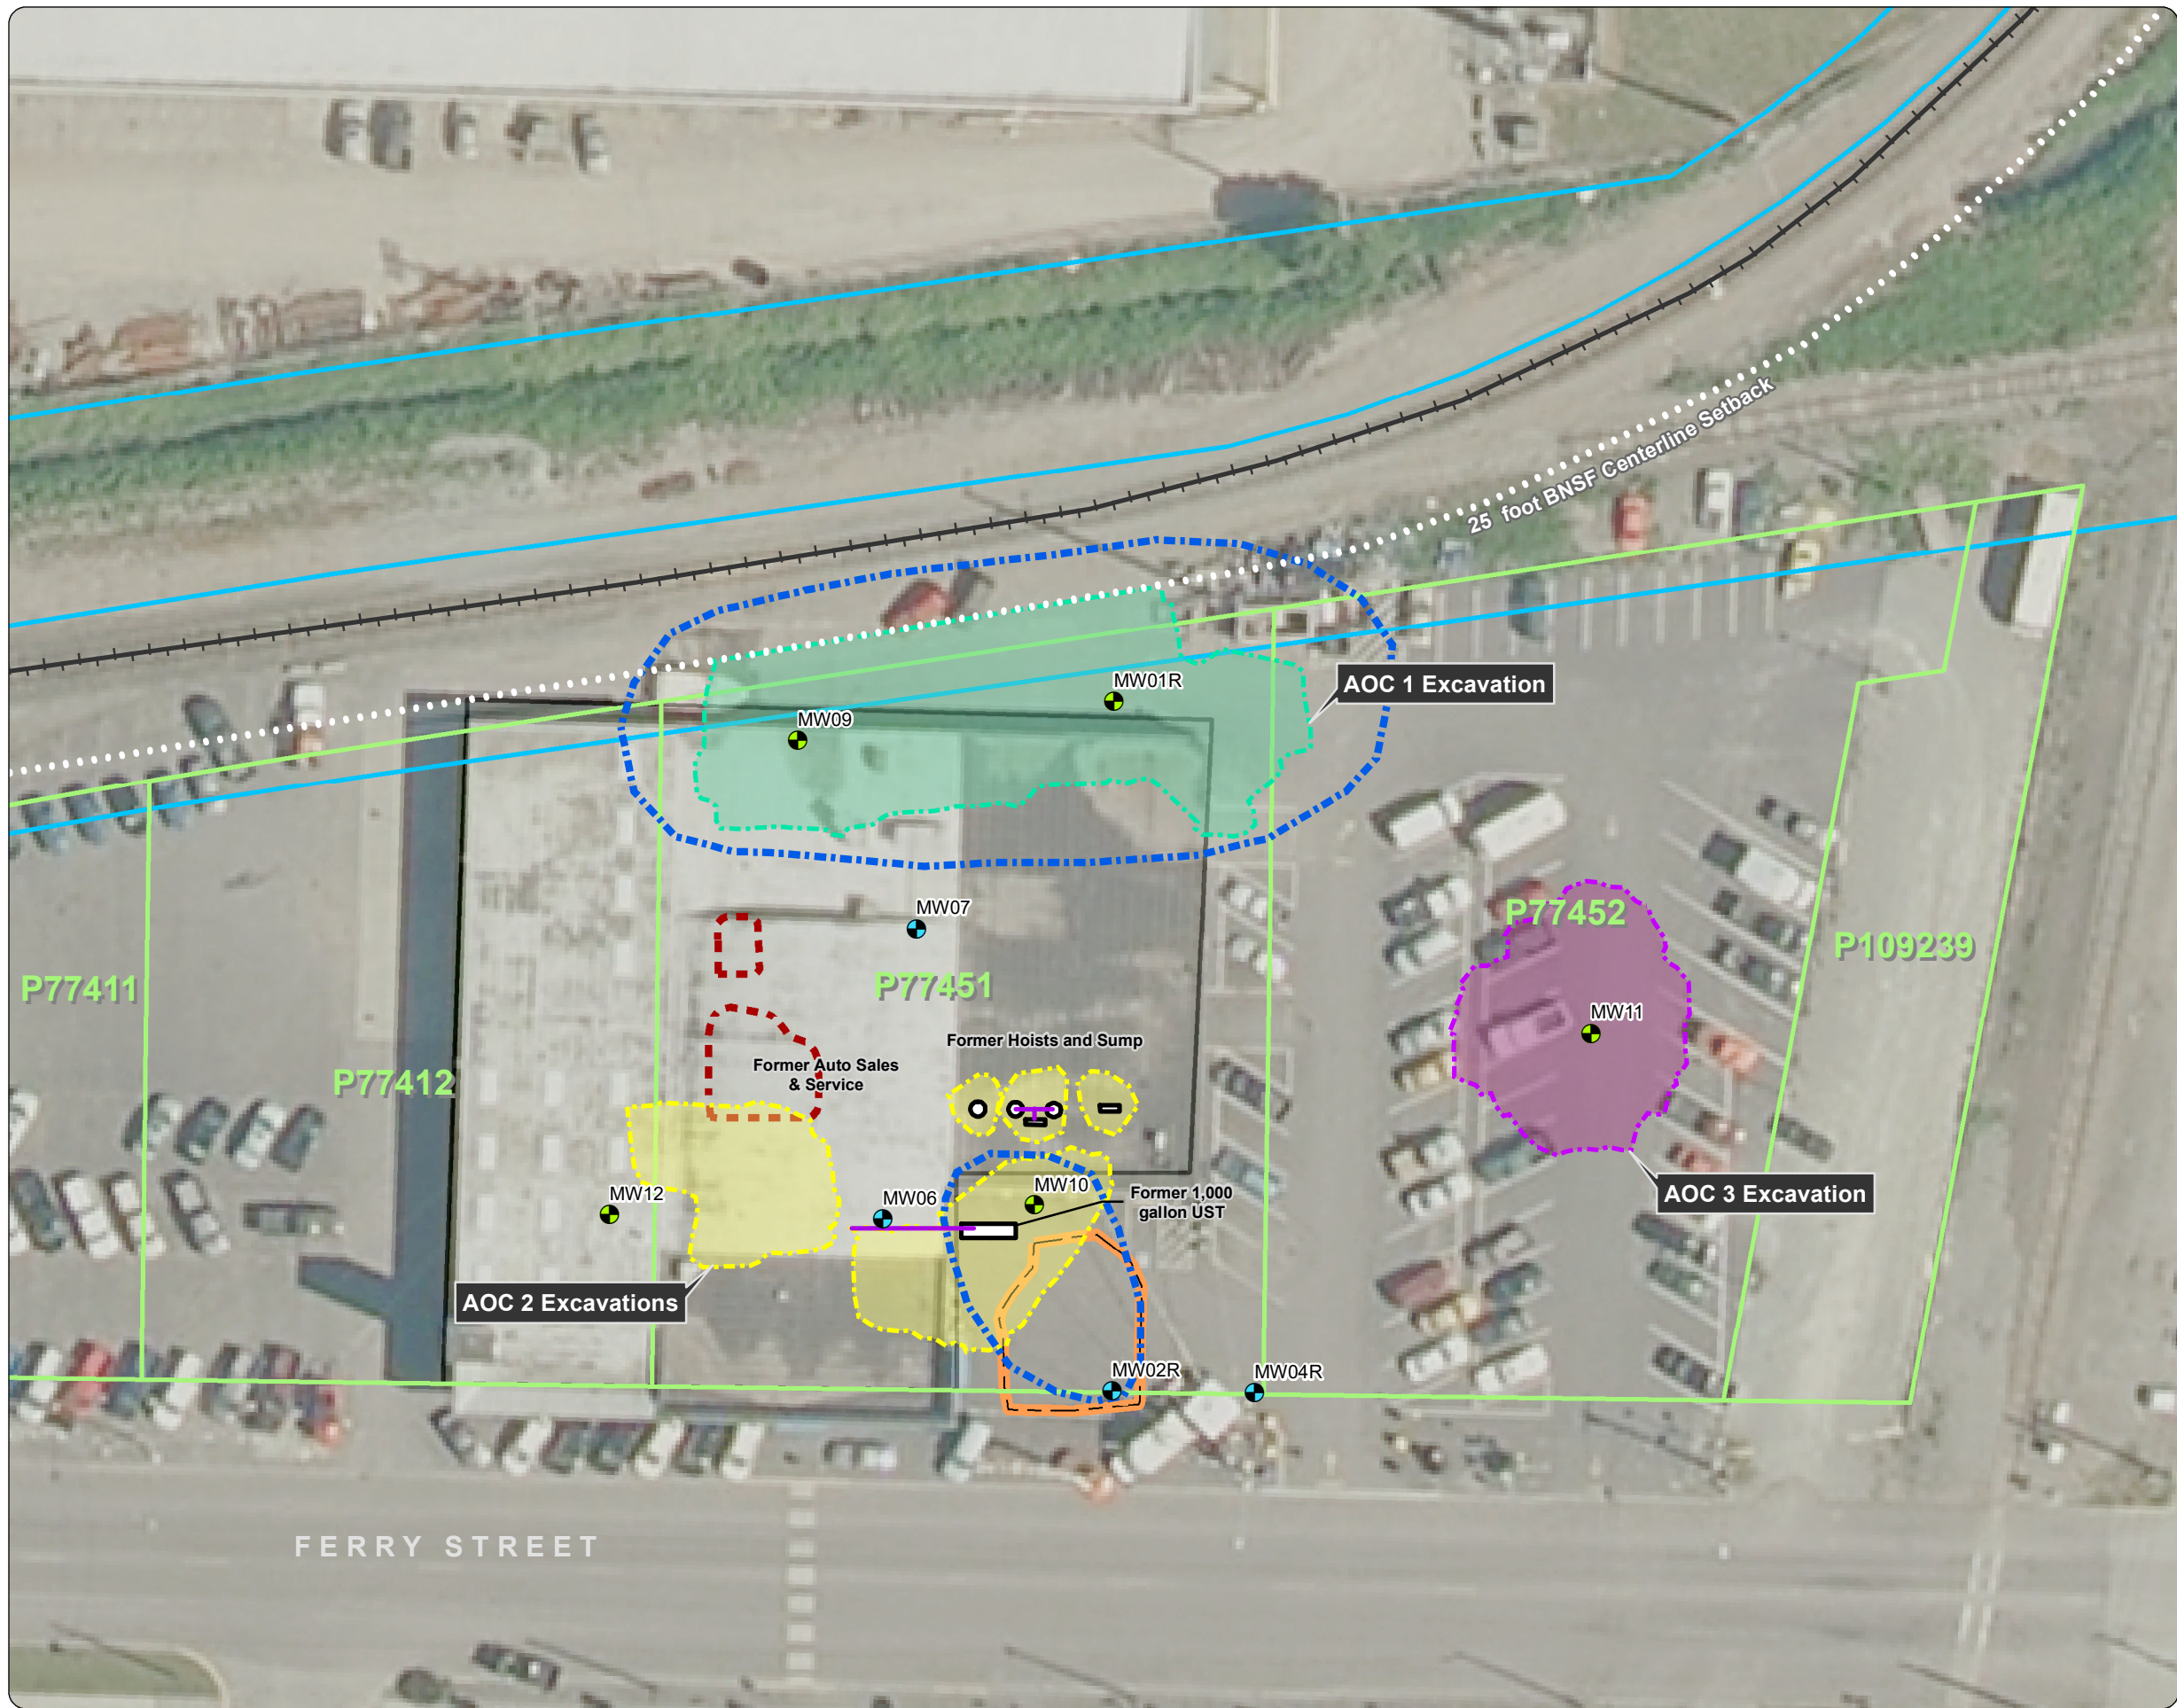 25 foot BNSF Centerline Setback
MW01R
AOC 1 Excavation
MW09
MW07
P77452
P109239
P77411
P77451
MW11
Former Hoists and Sump
Former Auto Sales
& Service
P77412
MW12
MW06
MW10
Former 1,000
gallon UST
AOC 3 Excavation
AOC 2 Excavations
MW02R
MW04R
FERRY STREET